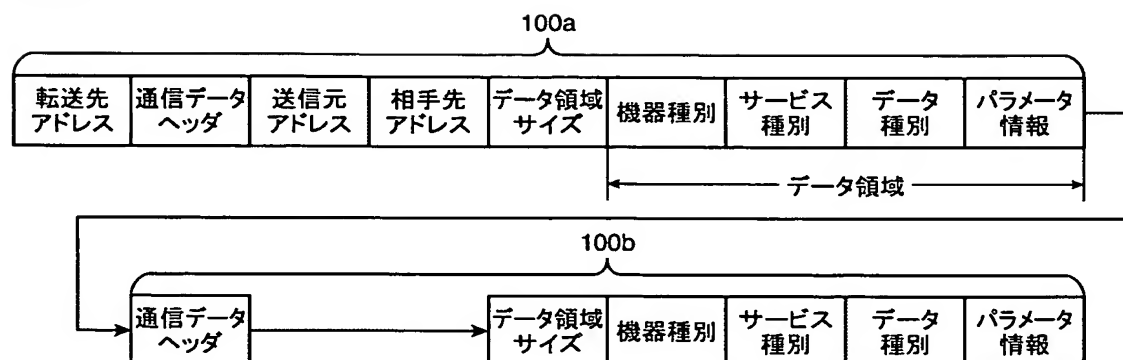 100a
転送先
アドレス
通信データ
ヘッダ
送信元
アドレス
相手先
アドレス
データ領域
サイズ
機器種別
サービス
種別
データ
種別
パラメータ
情報
データ領域
100b
通信データ
ヘッダ
データ領域
サイズ
機器種別
サービス
種別
データ
種別
パラメータ
情報